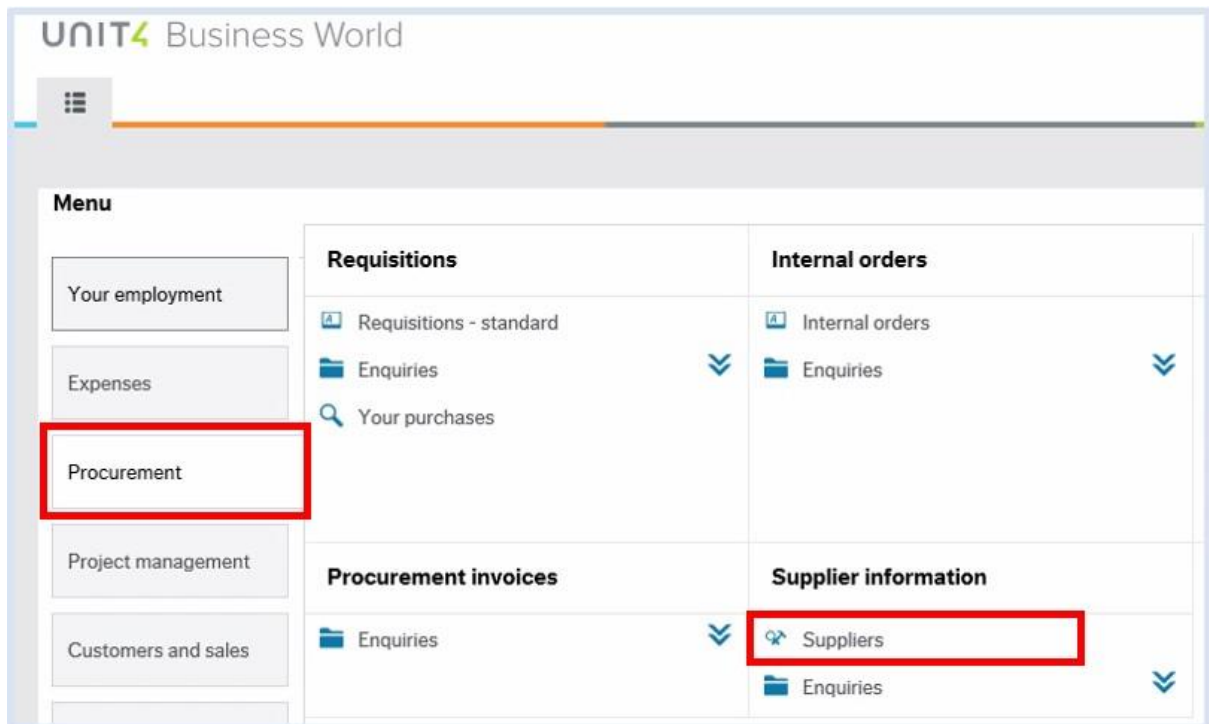 UNIT4 Business World
Menu
Your employment
Expenses
Procurement
Project management
Customers and sales
Requisitions
Requisitions - standard
Enquiries
Your purchases
Internal orders
Internal orders
Enquiries
Procurement invoices
Enquiries
Supplier information
Suppliers
Enquiries